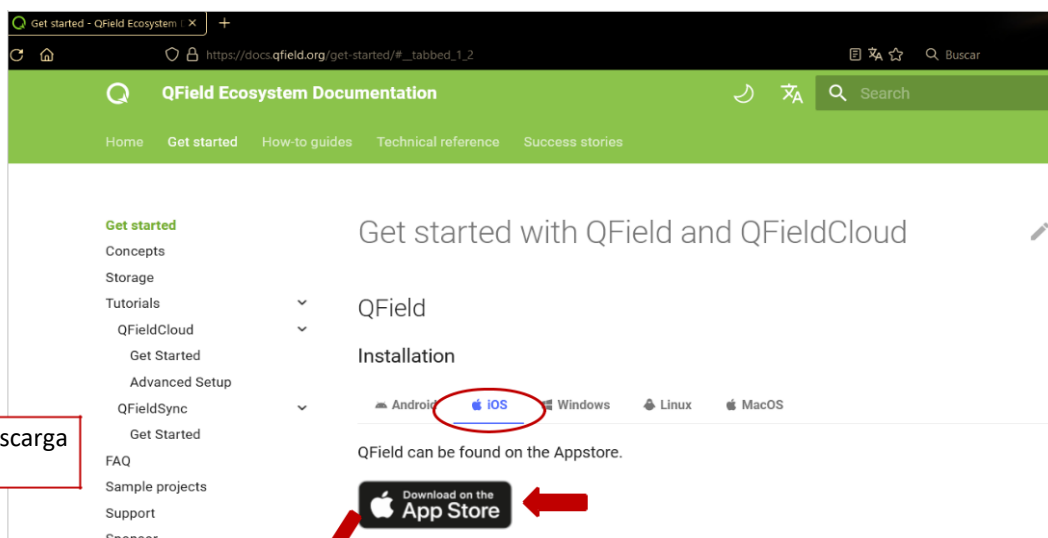 Get started - QField Ecosystem
https://docs.qfield.org/get-started/#__tabbed_1_2
Buscar
QField Ecosystem Documentation
Search
Home Get started How-to guides Technical reference Success stories
Get started
Concepts
Storage
Tutorials
QFieldCloud
Get Started
Advanced Setup
QFieldSync
Get Started
FAQ
Sample projects
Support
scarga
Get started with QField and QFieldCloud
QField
Installation
Android iOS Windows Linux MacOS
QField can be found on the Appstore.
Download on the
App Store